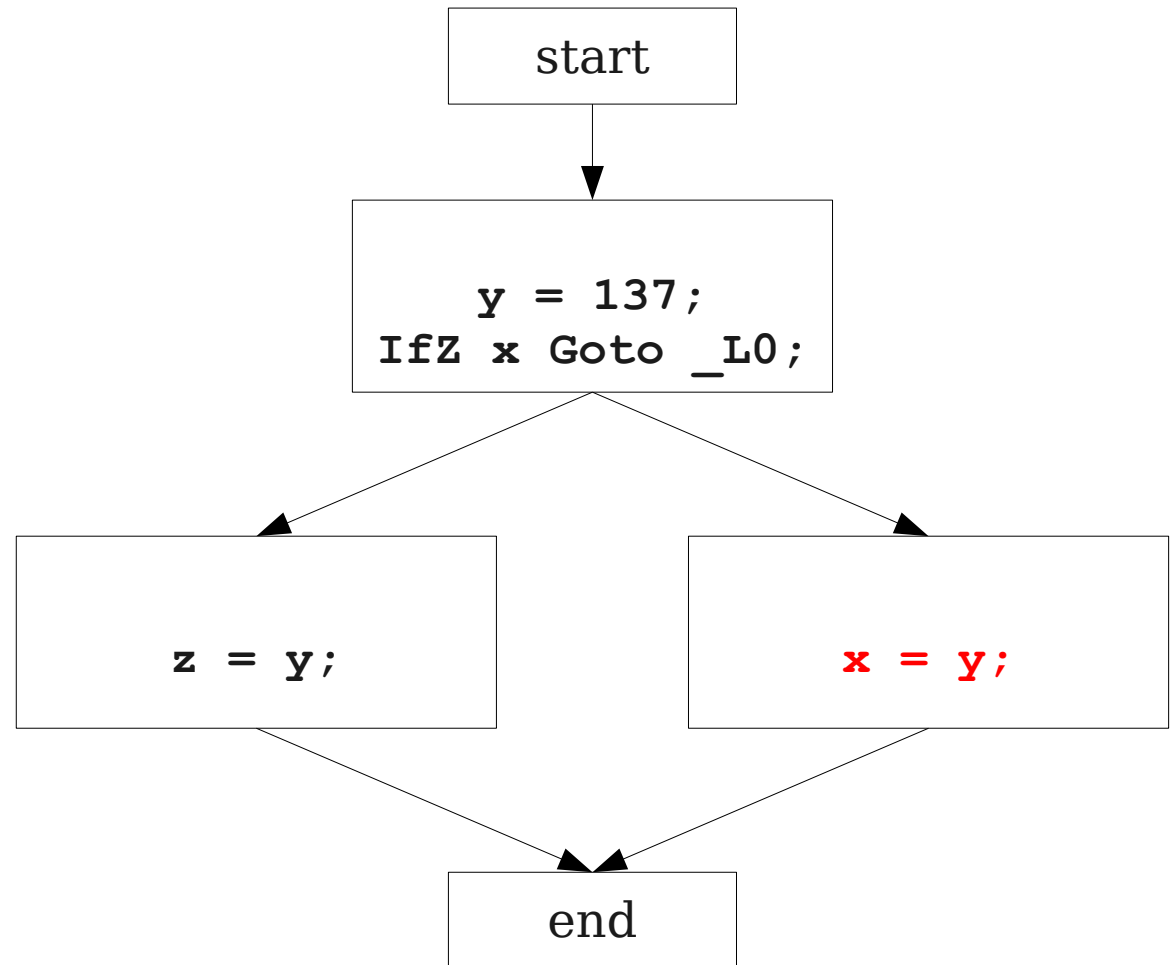 start
y = 137;
IfZ x Goto _L0;
z = y;
x = y;
end